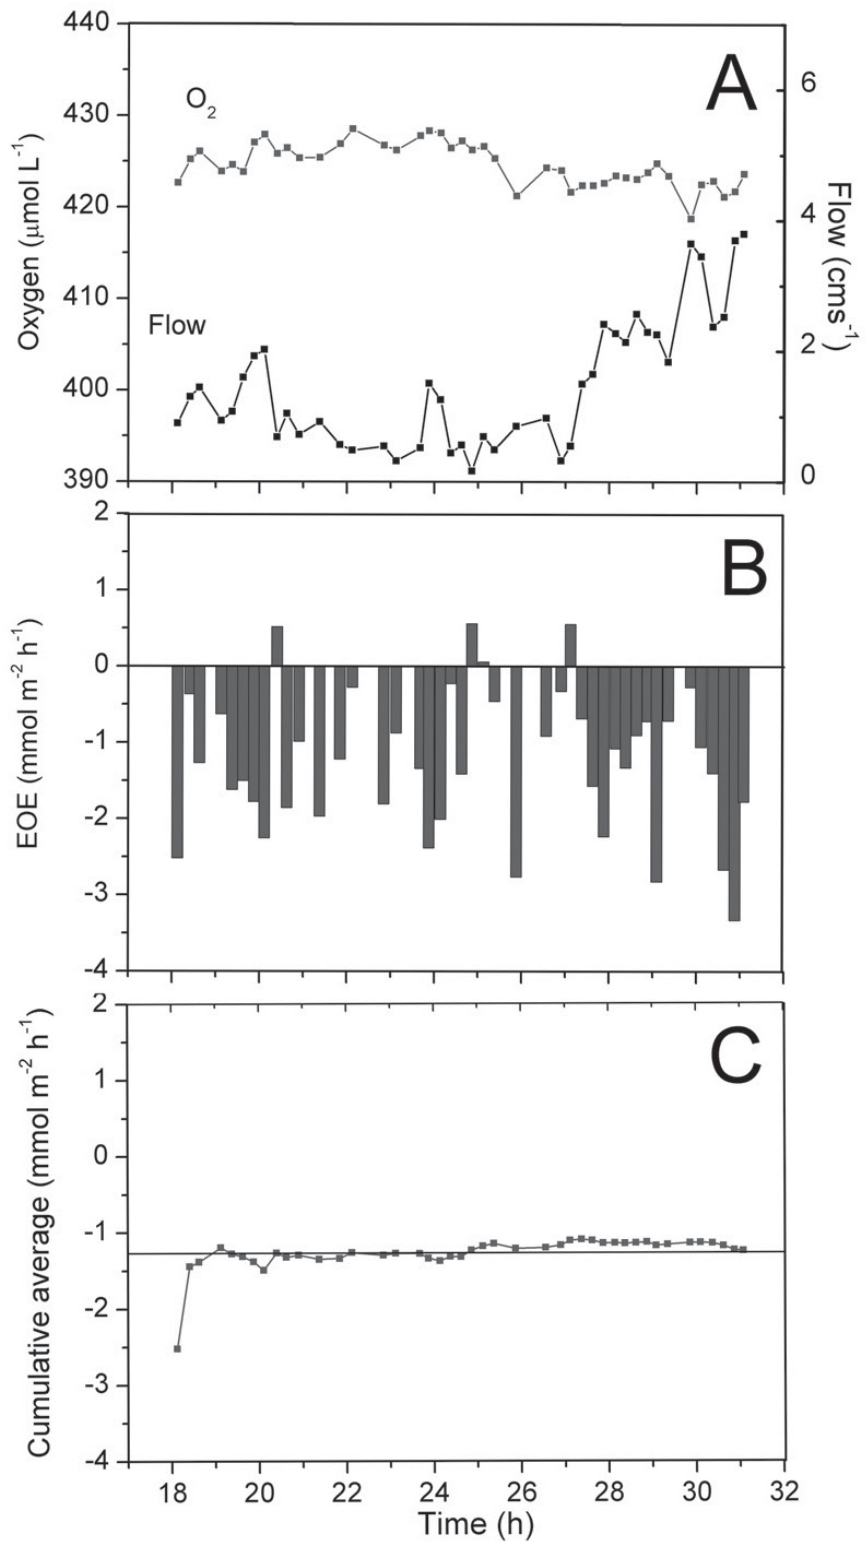 440
430
420
410
400
390
Oxygen (μmol L-1)
O2
Flow
A
6
4
2
0
Flow (cms-1)
2
1
0
-1
-2
-3
-4
EOE (mmol m-2 h-1)
B
2
1
0
-1
-2
-3
-4
Cumulative average (mmol m-2 h-1)
C
18 20 22 24 26 28 30 32
Time (h)